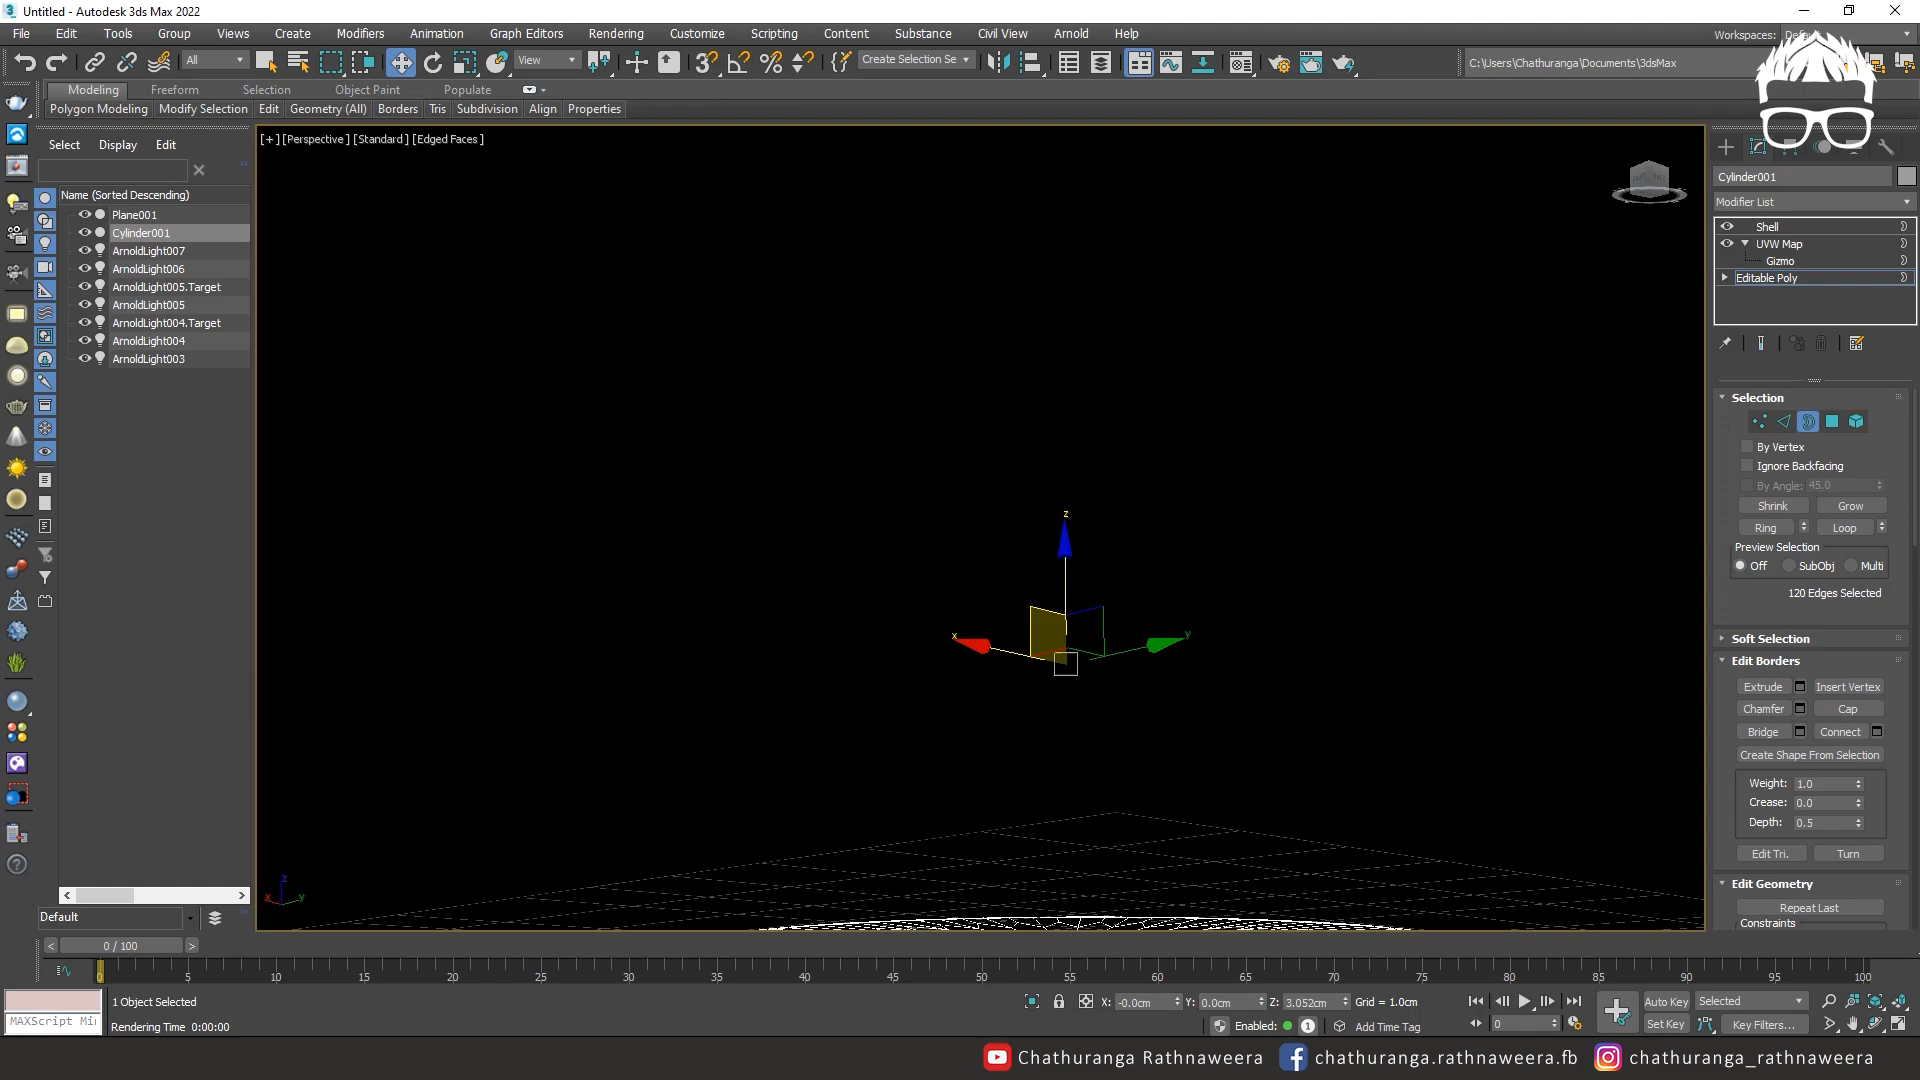 Untitled - Autodesk 3ds Max 2022
File Edit Tools Group Views Create Modifiers Animation Graph Editors Rendering Customize Scripting Content Substance Civil View Arnold Help
Workspaces:
All View Create Selection Se C:\Users\Chathuranga\Documents\3dsMax
Modeling Freeform Selection Object Paint Populate
Polygon Modeling Modify Selection Edit Geometry (All) Borders Tris Subdivision Align Properties
Select Display Edit
[+] [Perspective] [Standard] [Edged Faces]
Name (Sorted Descending)
Plane001
Cylinder001
ArnoldLight007
ArnoldLight006
ArnoldLight005.Target
ArnoldLight005
ArnoldLight004.Target
ArnoldLight004
ArnoldLight003
z
x
y
z
x
y
Cylinder001
Modifier List
Shell
UVW Map
Gizmo
Editable Poly
Selection
By Vertex
Ignore Backfacing
By Angle: 45.0
Shrink Grow
Ring Loop
Preview Selection
Off SubObj Multi
120 Edges Selected
Soft Selection
Edit Borders
Extrude Insert Vertex
Chamfer Cap
Bridge Connect
Create Shape From Selection
Weight: 1.0
Crease: 0.0
Depth: 0.5
Edit Tri. Turn
Edit Geometry
Repeat Last
Constraints
Default
< 0 / 100 >
0 5 10 15 20 25 30 35 40 45 50 55 60 65 70 75 80 85 90 95 100
1 Object Selected X: -0.0cm Y: 0.0cm Z: 3.052cm Grid = 1.0cm Auto Key Selected
MAXScript Mi Rendering Time 0:00:00 Enabled: 1 Add Time Tag 0 Set Key Key Filters...
Chathuranga Rathnaweera chathuranga.rathnaweera.fb chathuranga_rathnaweera